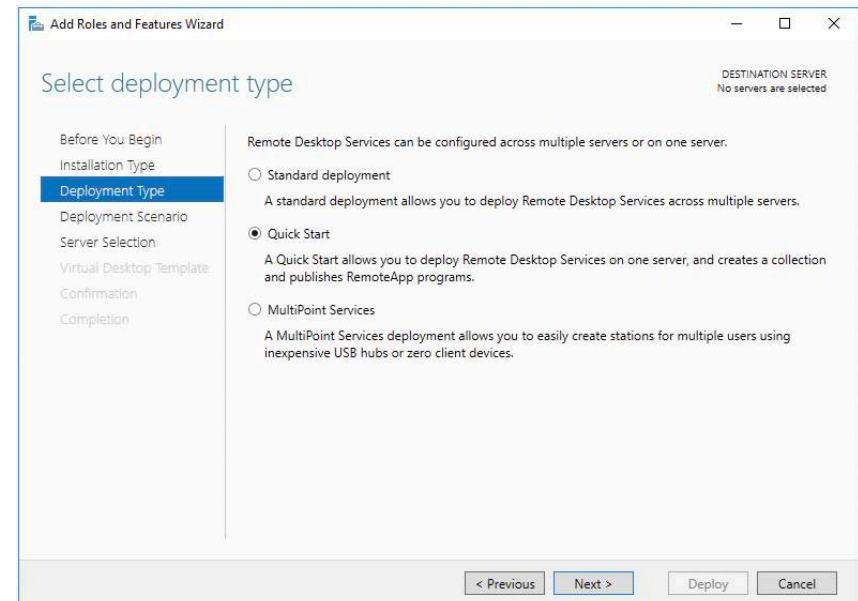 Add Roles and Features Wizard
Select deployment type
DESTINATION SERVER
No servers are selected
Before You Begin
Installation Type
Deployment Type
Deployment Scenario
Server Selection
Virtual Desktop Template
Confirmation
Completion
Remote Desktop Services can be configured across multiple servers or on one server.
Standard deployment
A standard deployment allows you to deploy Remote Desktop Services across multiple servers.
Quick Start
A Quick Start allows you to deploy Remote Desktop Services on one server, and creates a collection
and publishes RemoteApp programs.
MultiPoint Services
A MultiPoint Services deployment allows you to easily create stations for multiple users using
inexpensive USB hubs or zero client devices.
< Previous
Next >
Deploy
Cancel